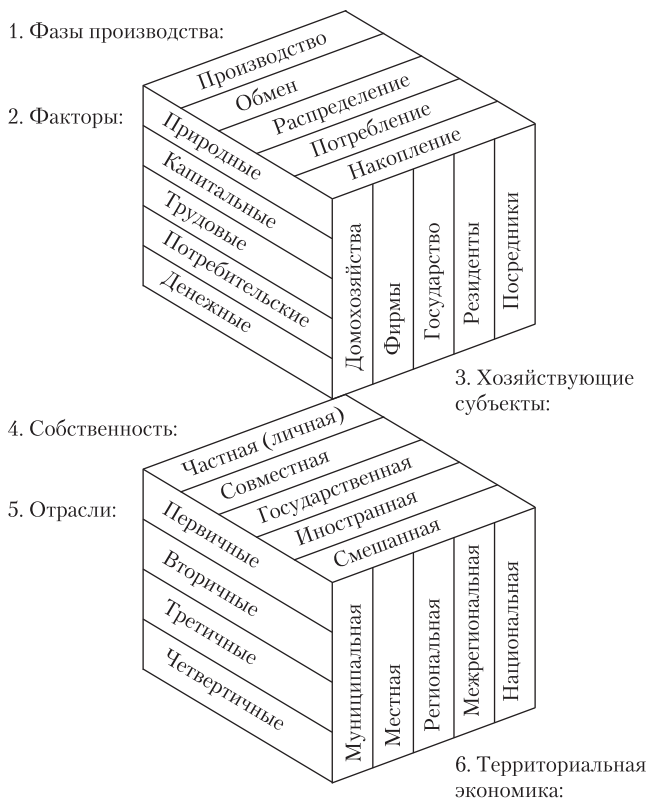 1. Фазы производства:
Производство
Обмен
Распределение
Потребление
Накопление
2. Факторы:
Природные
Капитальные
Трудовые
Потребительские
Денежные
Домохозяйства
Фирмы
Государство
Резиденты
Посредники
3. Хозяйствующие
субъекты:
4. Собственность:
Частная (личная)
Совместная
Государственная
Иностранная
Смешанная
5. Отрасли:
Первичные
Вторичные
Третичные
Четвертичные
Муниципальная
Местная
Региональная
Межрегиональная
Национальная
6. Территориальная
экономика: